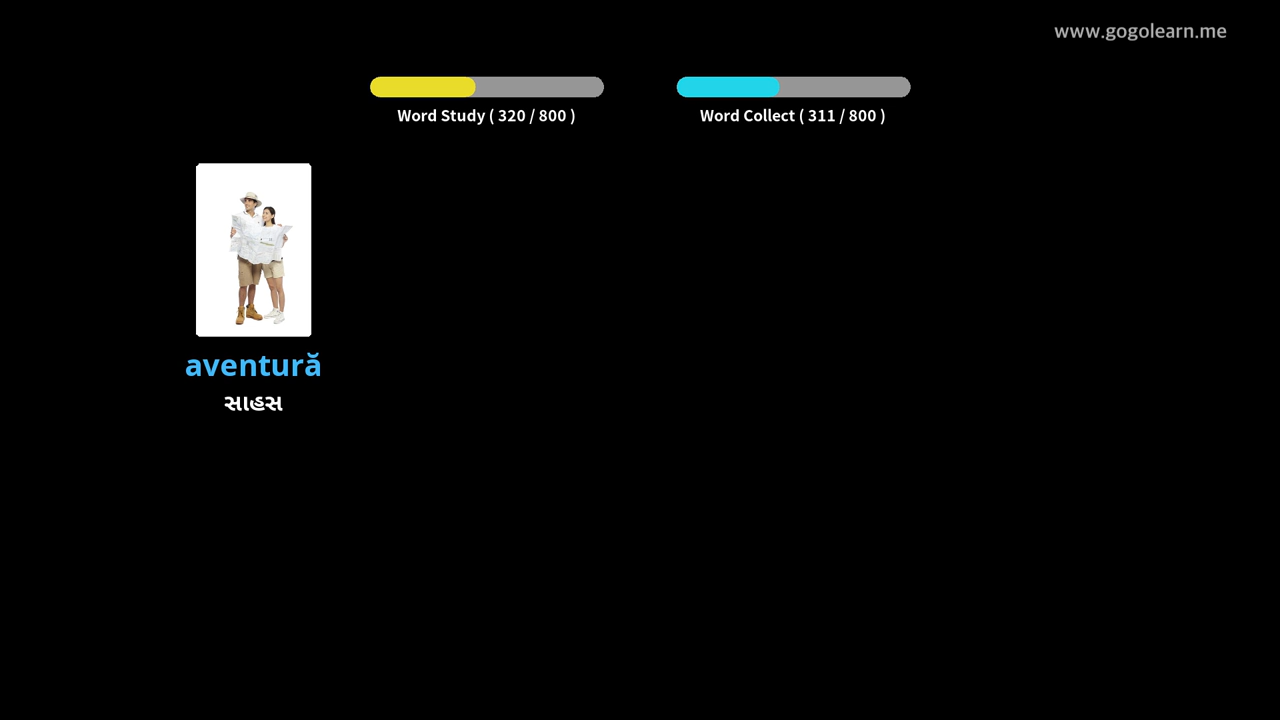 www.gogolearn.me
Word Study ( 320 / 800 )
Word Collect ( 311 / 800 )
aventură
સાહસ